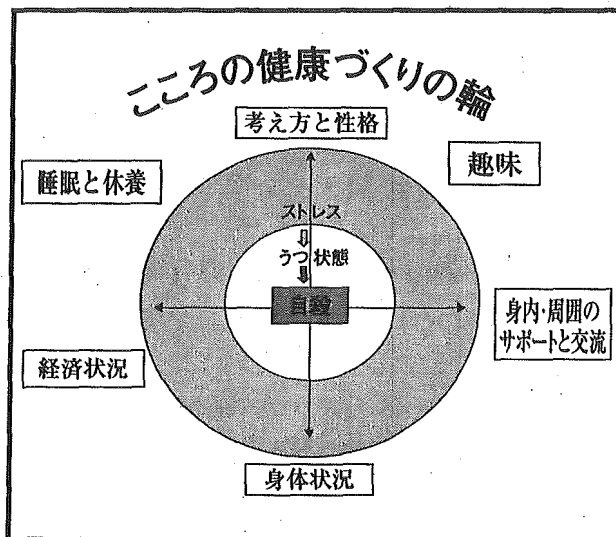 こころの健康づくりの輪
考え方と性格
趣味
睡眠と休養
ストレス
うつ状態
自殺
身内・周囲の
サポートと交流
経済状況
身体状況